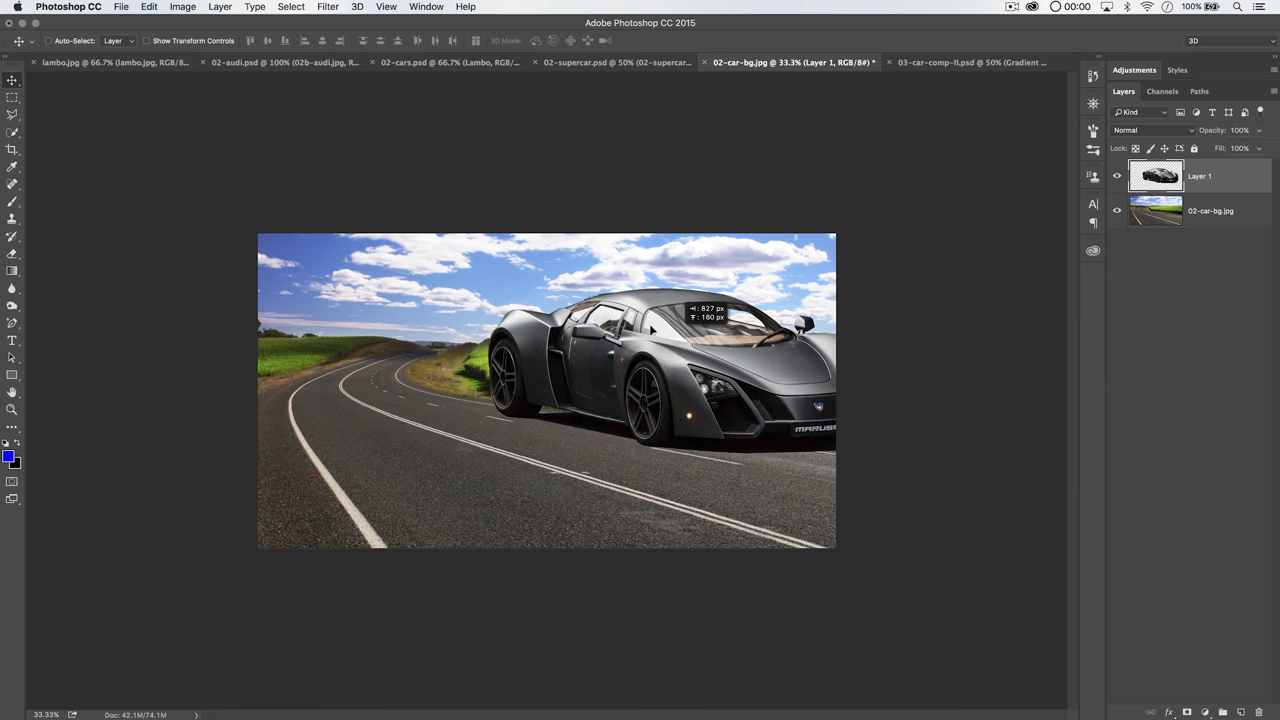 Photoshop CC File Edit Image Layer Type Select Filter 3D View Window Help 00:00 100%
Adobe Photoshop CC 2015
Auto-Select: Layer Show Transform Controls 3D Mode: 3D
lambo.jpg @ 66.7% (lambo.jpg, RGB/8... 02-audi.psd @ 100% (02b-audi.jpg, R... 02-cars.psd @ 66.7% (Lambo, RGB/... 02-supercar.psd @ 50% (02-supercar... 02-car-bg.jpg @ 33.3% (Layer 1, RGB/8#) * 03-car-comp-II.psd @ 50% (Gradient ...
Adjustments Styles
Layers Channels Paths
Kind
Normal Opacity: 100%
Lock: Fill: 100%
Layer 1
02-car-bg.jpg
: 827 px
: 180 px
MARUSI
33.33% Doc: 42.1M/74.1M